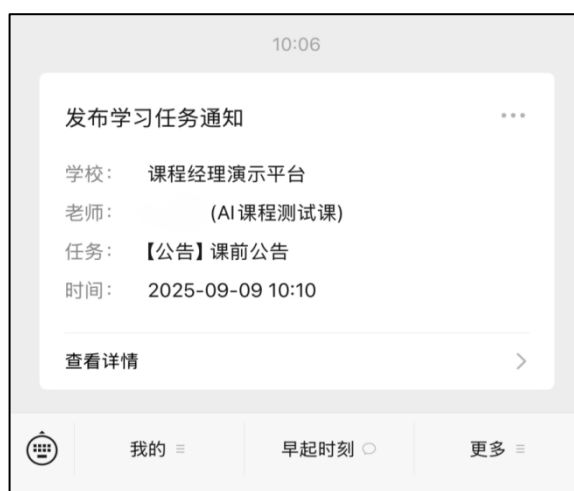 10:06
发布学习任务通知
学校： 课程经理演示平台
老师： (AI课程测试课)
任务： 【公告】课前公告
时间： 2025-09-09 10:10
查看详情
我的 早起时刻 更多